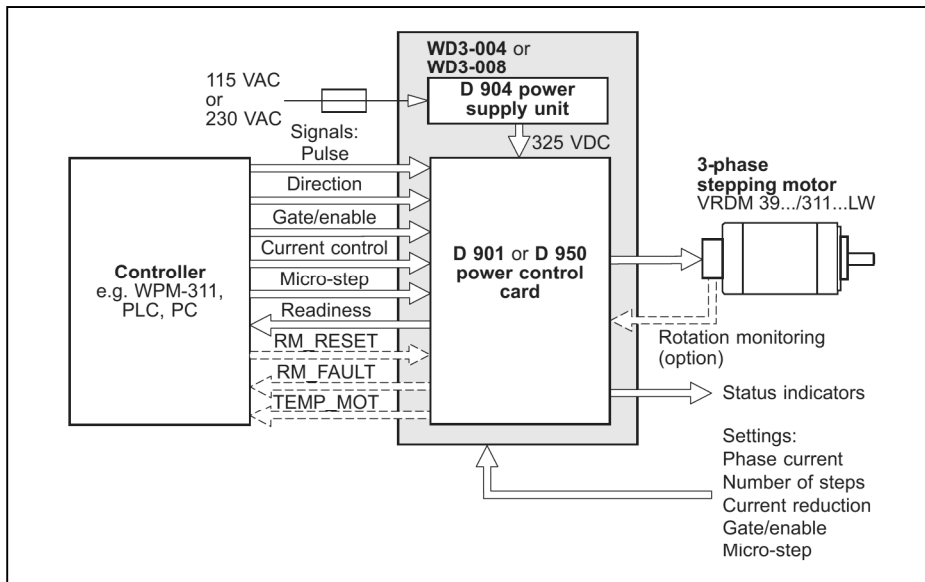 WD3-004 or
WD3-008
115 VAC
or
230 VAC
D 904 power
supply unit
325 VDC
Signals:
Pulse
Direction
Gate/enable
Current control
Micro-step
Readiness
RM_RESET
RM_FAULT
TEMP_MOT
Controller
e.g. WPM-311,
PLC, PC
D 901 or D 950
power control
card
3-phase
stepping motor
VRDM 39.../311...LW
Rotation monitoring
(option)
Status indicators
Settings:
Phase current
Number of steps
Current reduction
Gate/enable
Micro-step